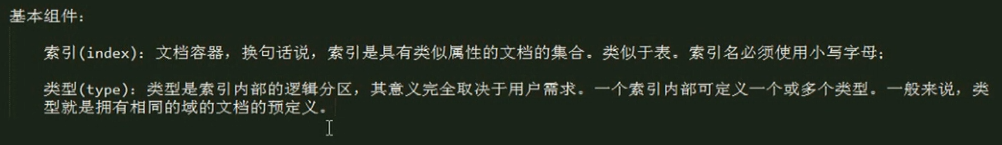 基本组件:
索引(index): 文档容器, 换句话说, 索引是具有类似属性的文档的集合。类似于表。索引名必须使用小写字母;
类型(type): 类型是索引内部的逻辑分区, 其意义完全取决于用户需求。一个索引内部可定义一个或多个类型。一般来说, 类
型就是拥有相同的域的文档的预定义。